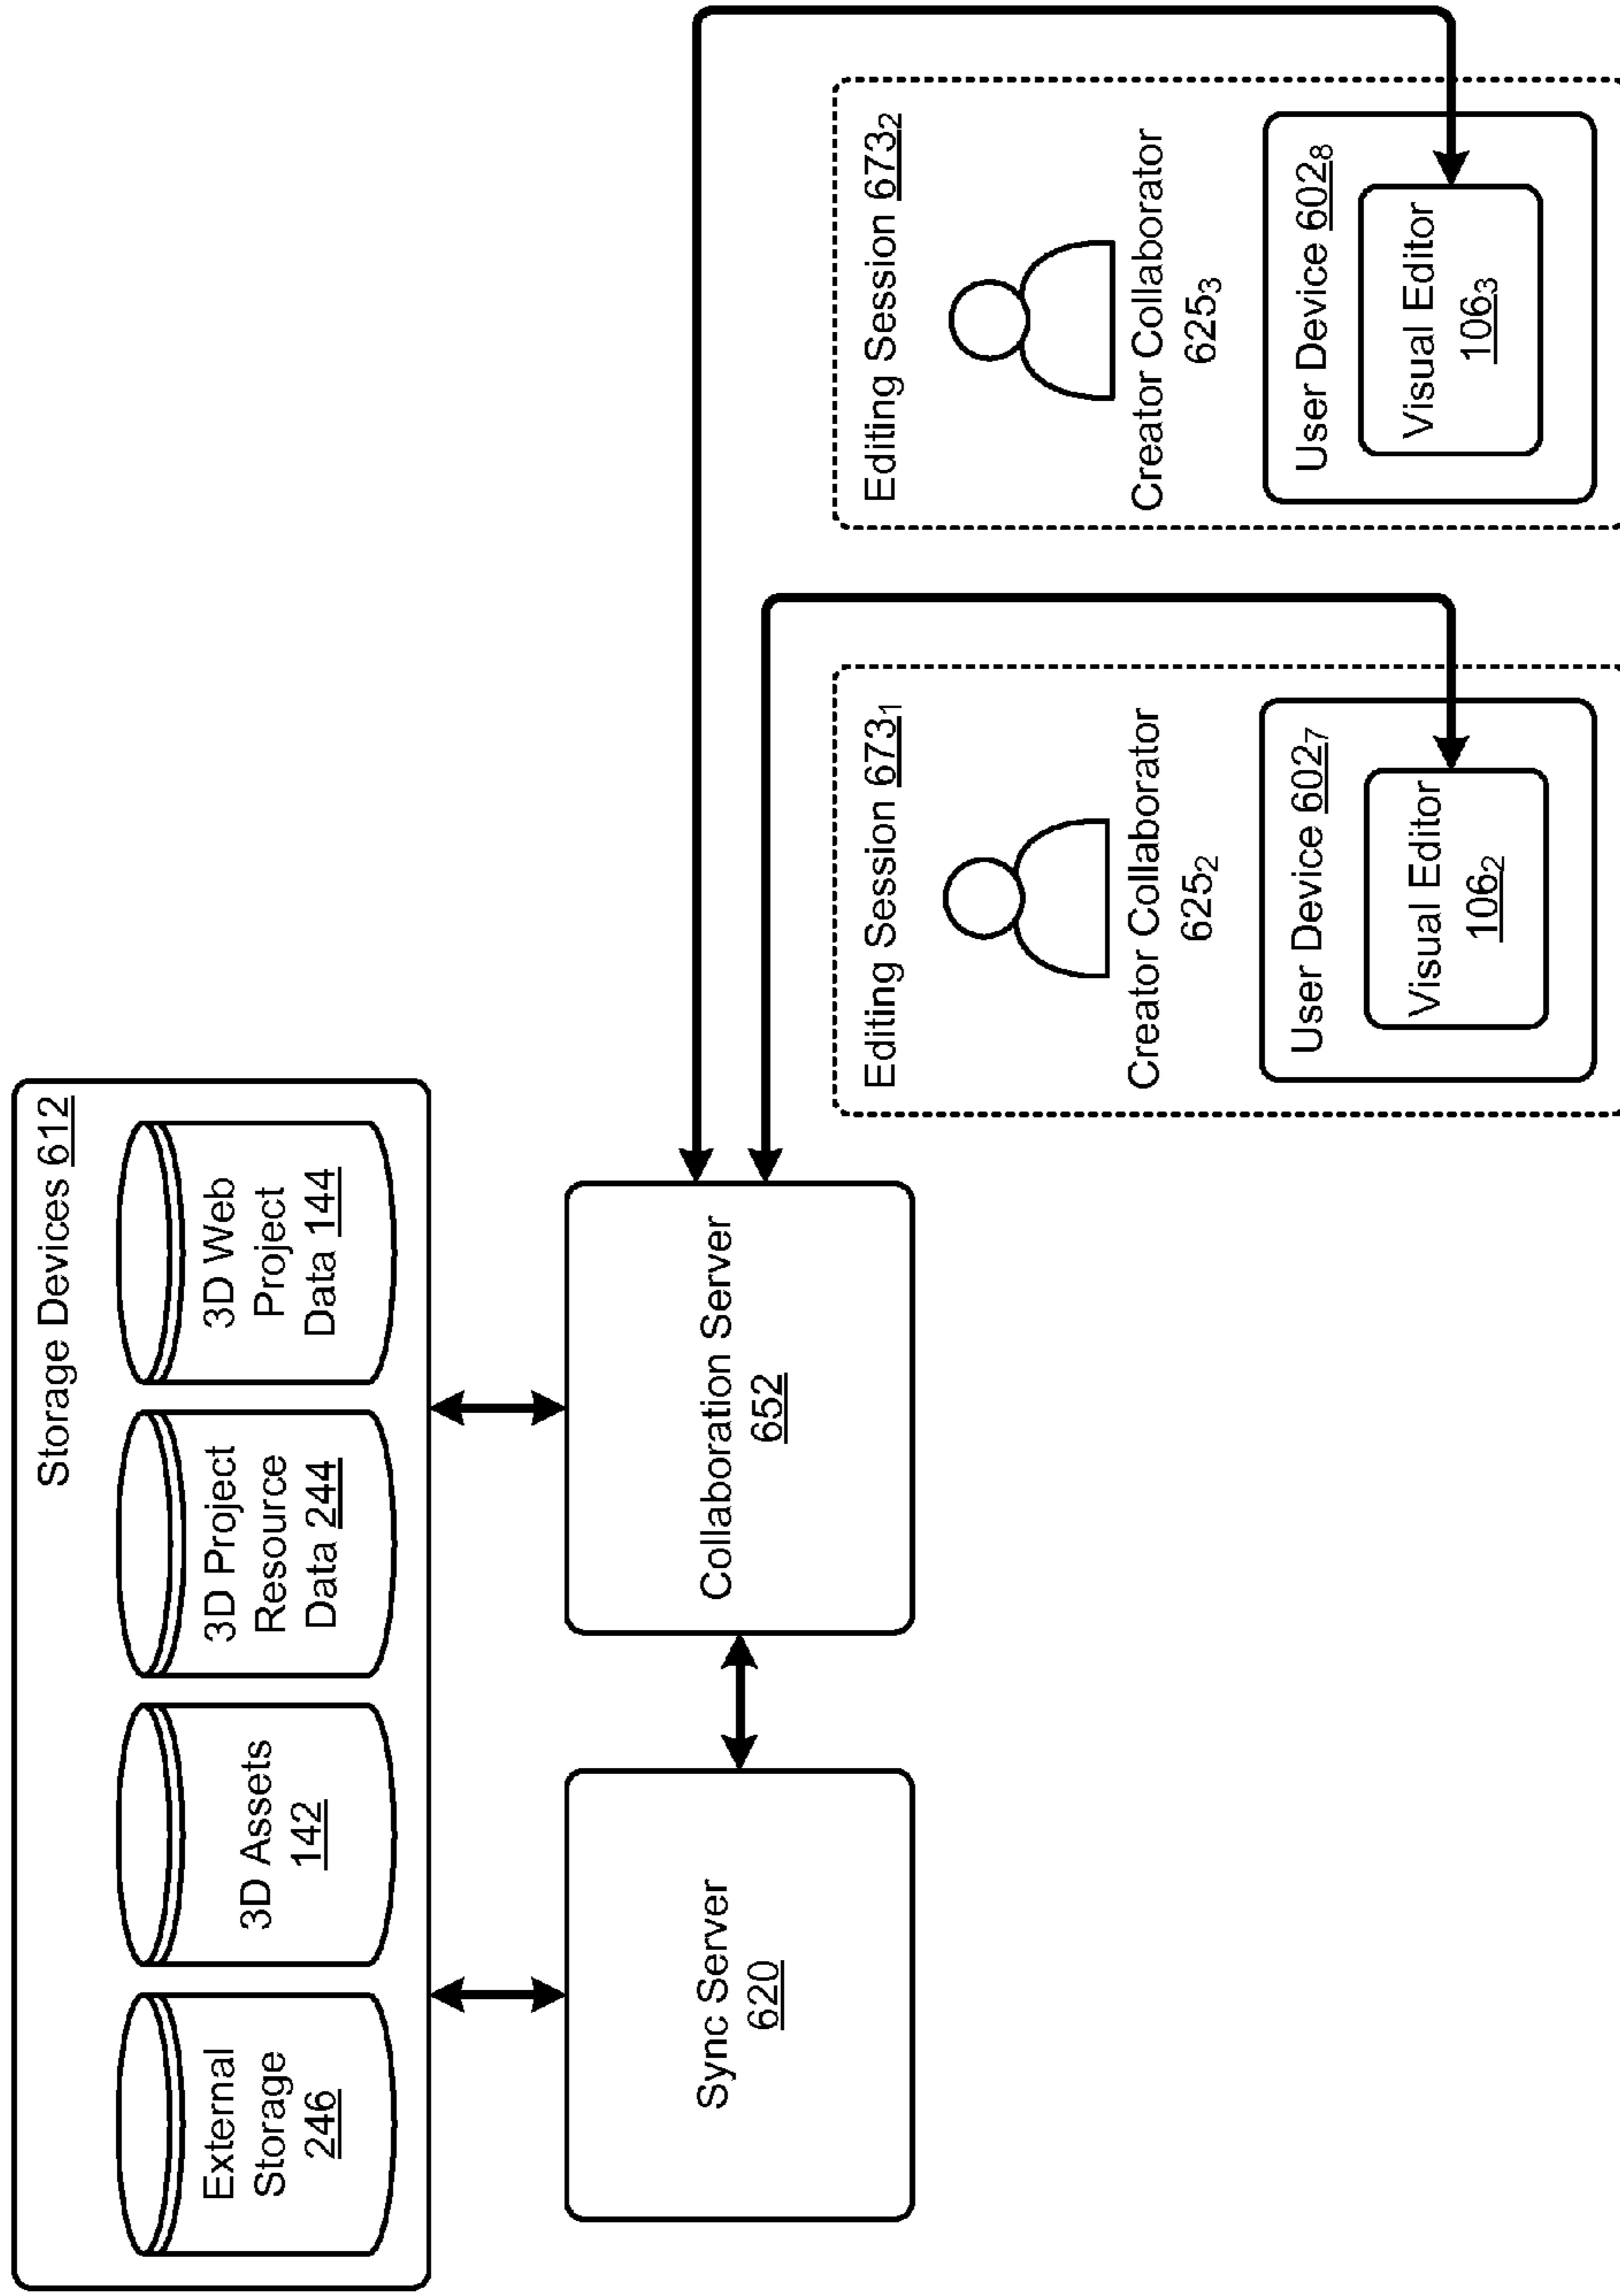 Storage Devices 612
External
Storage
246
3D Assets
142
3D Project
Resource
Data 244
3D Web
Project
Data 144
Sync Server
620
Collaboration Server
652
Editing Session 673₁
Creator Collaborator
625₂
User Device 602₇
Visual Editor
106₂
Editing Session 673₂
Creator Collaborator
625₃
User Device 602₈
Visual Editor
106₃